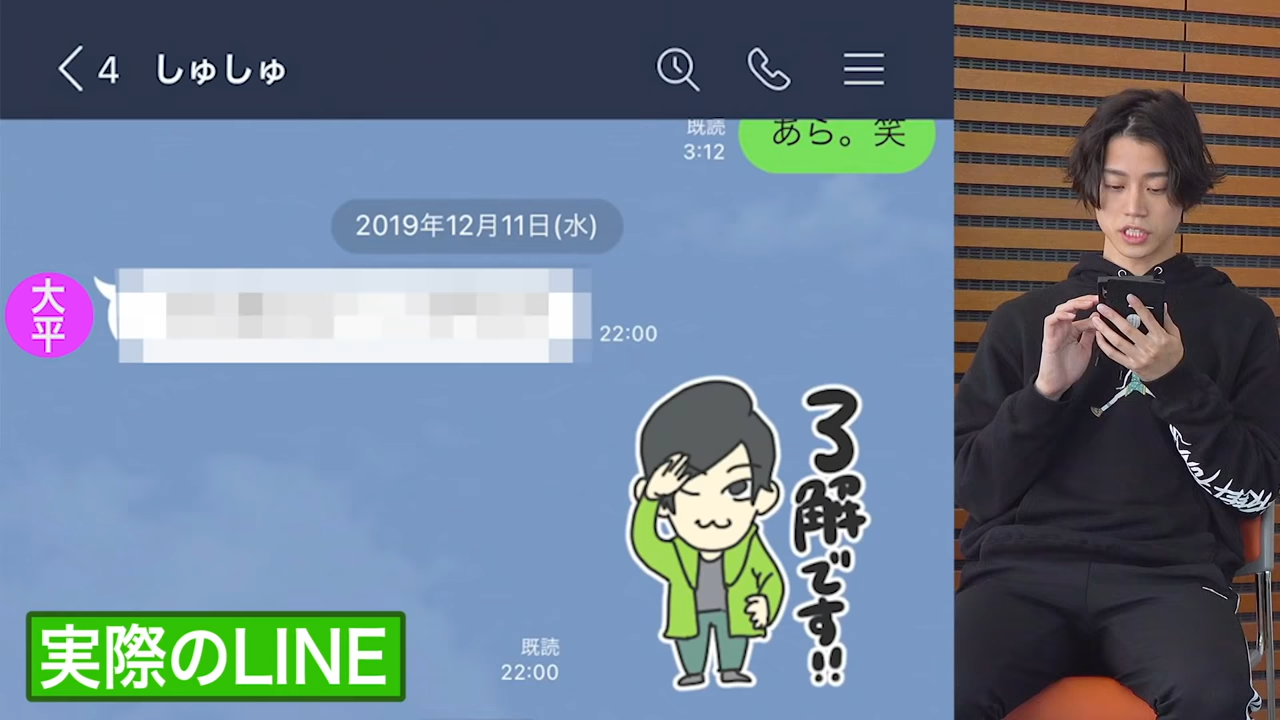 4 しゅしゅ
既読
3:12
あら。笑
2019年12月11日(水)
大平
22:00
了解です!!
既読
22:00
実際のLINE